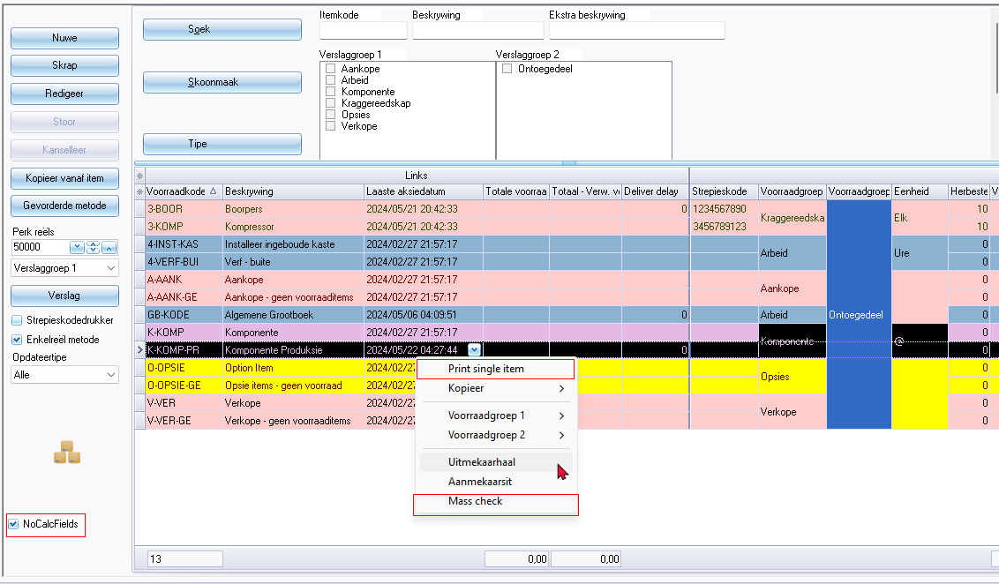 Nuwe
Skrap
Redigeer
Stoor
Kanselleer
Kopieer vanaf item
Gevorderde metode
Perk reëls
50000
Verslaggroep 1
Verslag
Strepieskodedrukker
Enkelreël metode
Opdateertipe
Alle
NoCalcFields
Soek
Skoonmaak
Tipe
Itemkode Beskrywing Ekstra beskrywing
Verslaggroep 1 Verslaggroep 2
Aankope Ontoegedeel
Arbeid
Komponente
Kraggereedskap
Opsies
Verkope
Links
Voorraadkode Beskrywing Laaste aksiedatum Totale voorraa Totaal - Verw. v Deliver delay Strepieskode Voorraadgroep Voorraadgroep Eenheid Herbeste V
3-BOOR Boorpers 2024/05/21 20:42:33 0 1234567890 Kraggereedska Elk 10
3-KOMP Kompressor 2024/05/21 20:42:33 3456789123 10
4-INST-KAS Installeer ingeboude kaste 2024/02/27 21:57:17 Arbeid Ure 0
4-VERF-BUI Verf - buite 2024/02/27 21:57:17 0
A-AANK Aankope 2024/02/27 21:57:17 Aankope 0
A-AANK-GE Aankope - geen voorraaditems 2024/02/27 21:57:17 0
GB-KODE Algemene Grootboek 2024/05/06 04:09:51 0 Arbeid Ontoegedeel 0
K-KOMP Komponente 2024/02/27 21:57:17 Komponente @ 0
K-KOMP-PR Komponente Produksie 2024/05/22 04:27:44 0 0
O-OPSIE Option Item 2024/02/27 Opsies 0
O-OPSIE-GE Opsie items - geen voorraad 2024/02/27 0
V-VER Verkope 2024/02/27 Verkope 0
V-VER-GE Verkope - geen voorraaditems 2024/02/27 0
Print single item
Kopieer
Voorraadgroep 1
Voorraadgroep 2
Uitmekaarhaal
Aanmekaarsit
Mass check
13 0,00 0,00